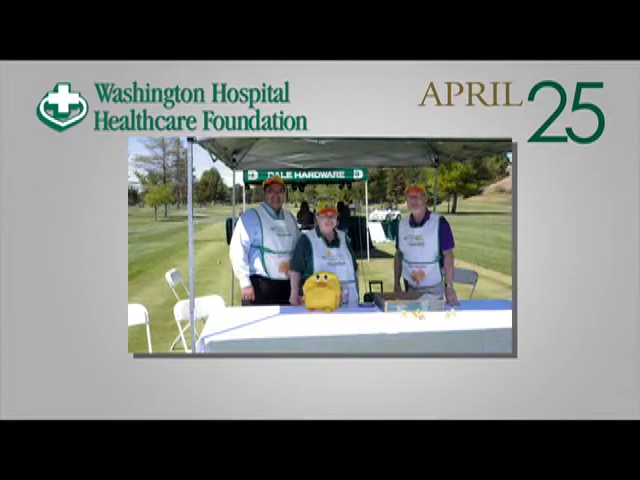 Washington Hospital
Healthcare Foundation
APRIL 25
DALE HARDWARE